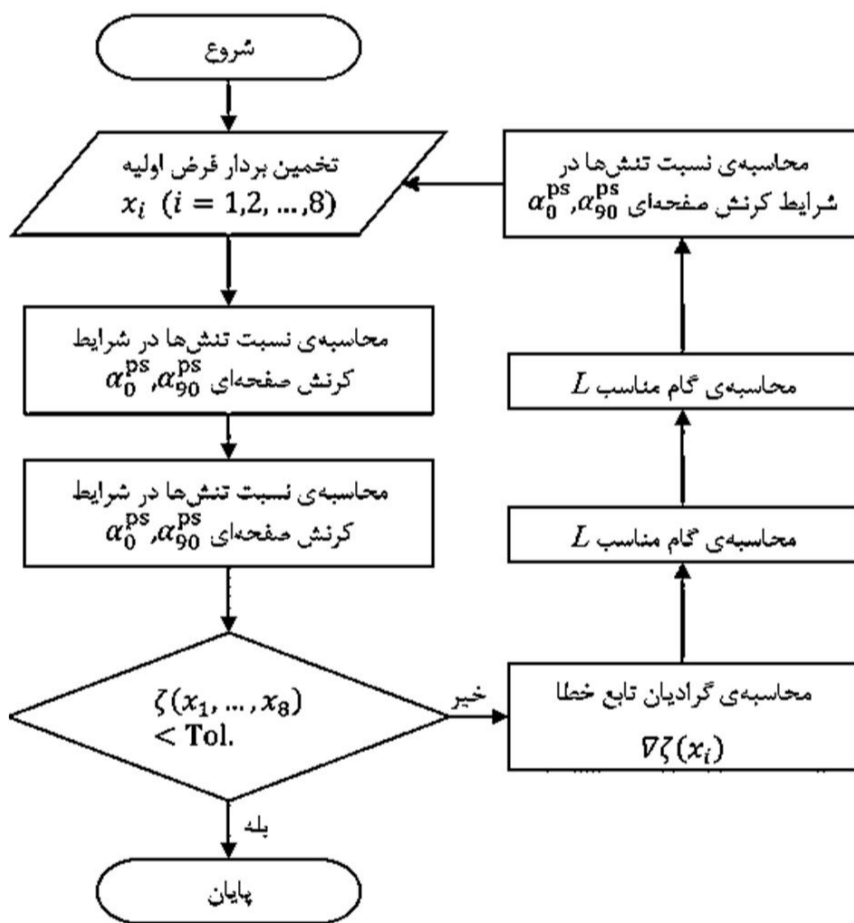 شروع
تخمین بردار فرض اولیه
x_i (i = 1,2, ...,8)
محاسبه‌ی نسبت تنش‌ها در شرایط
کرنش صفحه‌ای α_0^ps, α_90^ps
محاسبه‌ی نسبت تنش‌ها در شرایط
کرنش صفحه‌ای α_0^ps, α_90^ps
ζ(x_1, ..., x_8)
< Tol.
بله
پایان
خیر
محاسبه‌ی گرادیان تابع خطا
∇ζ(x_i)
محاسبه‌ی گام مناسب L
محاسبه‌ی گام مناسب L
محاسبه‌ی نسبت تنش‌ها در
شرایط کرنش صفحه‌ای α_0^ps, α_90^ps